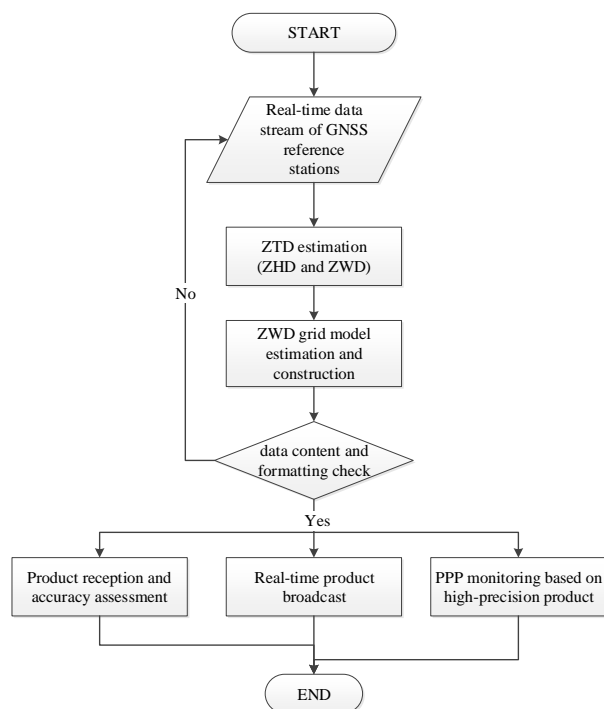 START
Real-time data
stream of GNSS
reference
stations
ZTD estimation
(ZHD and ZWD)
No
ZWD grid model
estimation and
construction
data content and
formatting check
Yes
Product reception and
accuracy assessment
Real-time product
broadcast
PPP monitoring based on
high-precision product
END